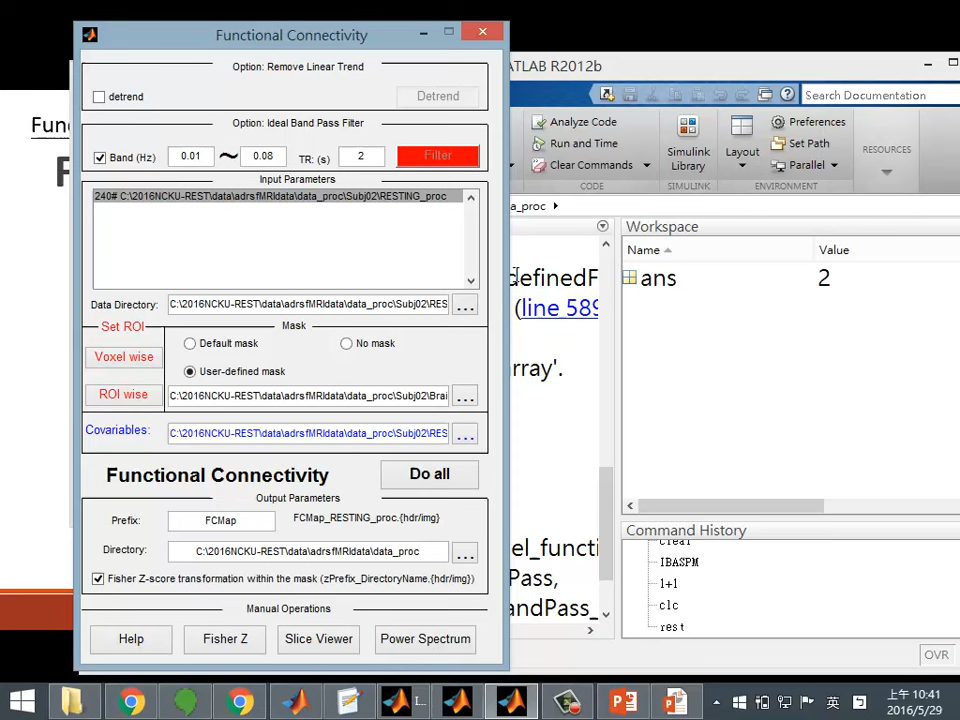 Functional Connectivity
Option: Remove Linear Trend
detrend
Detrend
Option: Ideal Band Pass Filter
Band (Hz)
0.01
~
0.08
TR: (s)
2
Filter
Input Parameters
240# C:\2016NCKU-REST\data\adrsfMRIdata\data_proc\Subj02\RESTING_proc
Data Directory:
C:\2016NCKU-REST\data\adrsfMRIdata\data_proc\Subj02\RES
...
Set ROI
Mask
Default mask
No mask
Voxel wise
User-defined mask
ROI wise
C:\2016NCKU-REST\data\adrsfMRIdata\data_proc\Subj02\Brai
...
Covariables:
C:\2016NCKU-REST\data\adrsfMRIdata\data_proc\Subj02\RES
...
Functional Connectivity
Do all
Output Parameters
Prefix:
FCMap
FCMap_RESTING_proc.{hdr/img}
Directory:
C:\2016NCKU-REST\data\adrsfMRIdata\data_proc
...
Fisher Z-score transformation within the mask (zPrefix_DirectoryName.{hdr/img})
Manual Operations
Help
Fisher Z
Slice Viewer
Power Spectrum
Func
F
ATLAB R2012b
Search Documentation
Analyze Code
Run and Time
Clear Commands
CODE
Simulink
Library
SIMULINK
Layout
Preferences
Set Path
Parallel
ENVIRONMENT
RESOURCES
a_proc
definedF
(line 589
rray'.
el_functi
Pass,
andPass_
Workspace
Name
Value
ans
2
Command History
clear
IBASPM
1+1
clc
rest
OVR
英
上午 10:41
2016/5/29